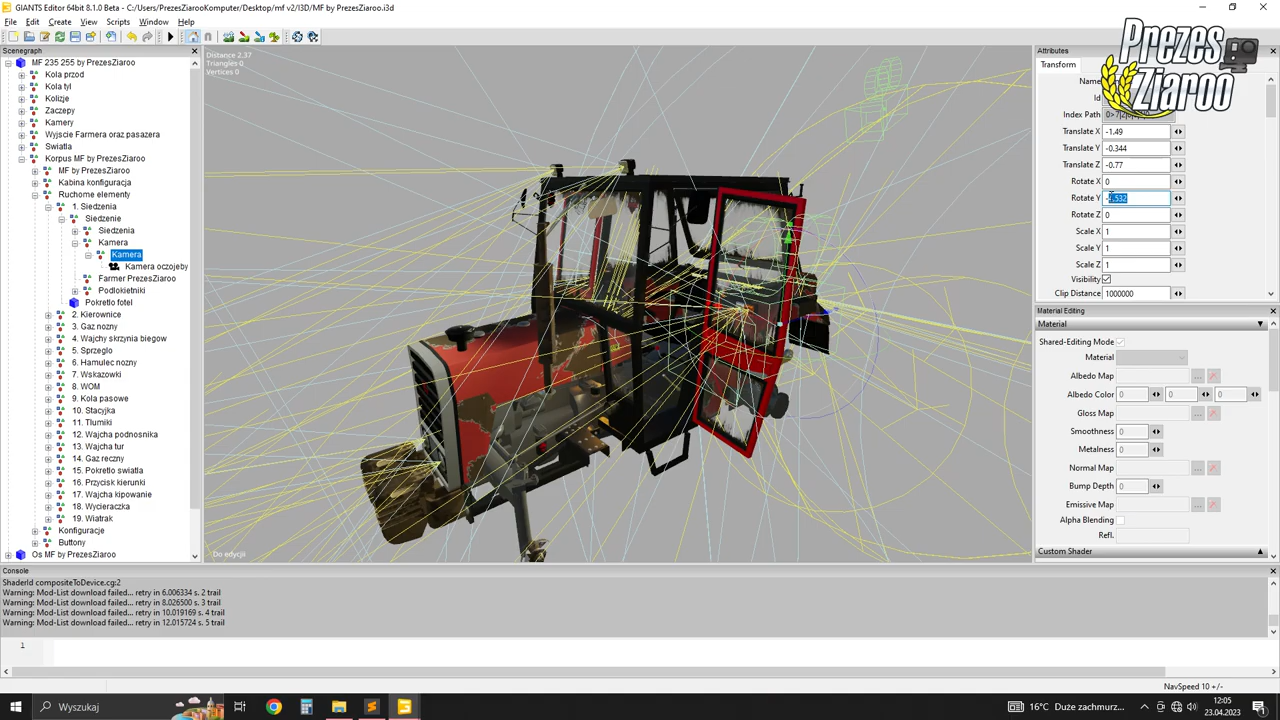 GIANTS Editor 64bit 8.1.0 Beta - C:/Users/PrezesZiarooKomputer/Desktop/mf v2/I3D/MF by PrezesZiaroo.i3d
File Edit Create View Scripts Window Help
Scenegraph
MF 235 255 by PrezesZiaroo
Kola przod
Kola tyl
Kolizje
Zaczepy
Kamery
Wyjscie Farmera oraz pasazera
Swiatla
Korpus MF by PrezesZiaroo
MF by PrezesZiaroo
Kabina konfiguracja
Ruchome elementy
1. Siedzenia
Siedzenie
Siedzenia
Kamera
Kamera
Kamera oczojeby
Farmer PrezesZiaroo
Podlokietniki
Pokretlo fotel
2. Kierownice
3. Gaz nozny
4. Wajchy skrzynia biegow
5. Sprzeglo
6. Hamulec nozny
7. Wskazowki
8. WOM
9. Kola pasowe
10. Stacyjka
11. Tlumiki
12. Wajcha podnosnika
13. Wajcha tur
14. Gaz reczny
15. Pokretlo swiatla
16. Przycisk kierunki
17. Wajcha kipowanie
18. Wycieraczka
19. Wiatrak
Konfiguracje
Buttony
Os MF by PrezesZiaroo
Distance 2.37
Triangles 0
Vertices 0
Do edycji
Attributes
Transform
Prezes
Ziaroo
Name
Id
Index Path
Translate X -1.49
Translate Y -0.344
Translate Z -0.77
Rotate X 0
Rotate Y
Rotate Z 0
Scale X 1
Scale Y 1
Scale Z 1
Visibility
Clip Distance 1000000
Material Editing
Material
Shared-Editing Mode
Material
Albedo Map ...
Albedo Color 0 0 0
Gloss Map ...
Smoothness 0
Metalness 0
Normal Map ...
Bump Depth 0
Emissive Map ...
Alpha Blending
Refl.
Custom Shader
Console
ShaderId compositeToDevice.cg:2
Warning: Mod-List download failed... retry in 6.006334 s. 2 trail
Warning: Mod-List download failed... retry in 8.026500 s. 3 trail
Warning: Mod-List download failed... retry in 10.019169 s. 4 trail
Warning: Mod-List download failed... retry in 12.015724 s. 5 trail
1
NavSpeed 10 +/-
Wyszukaj
16°C Duże zachmurz...
12:05
23.04.2023